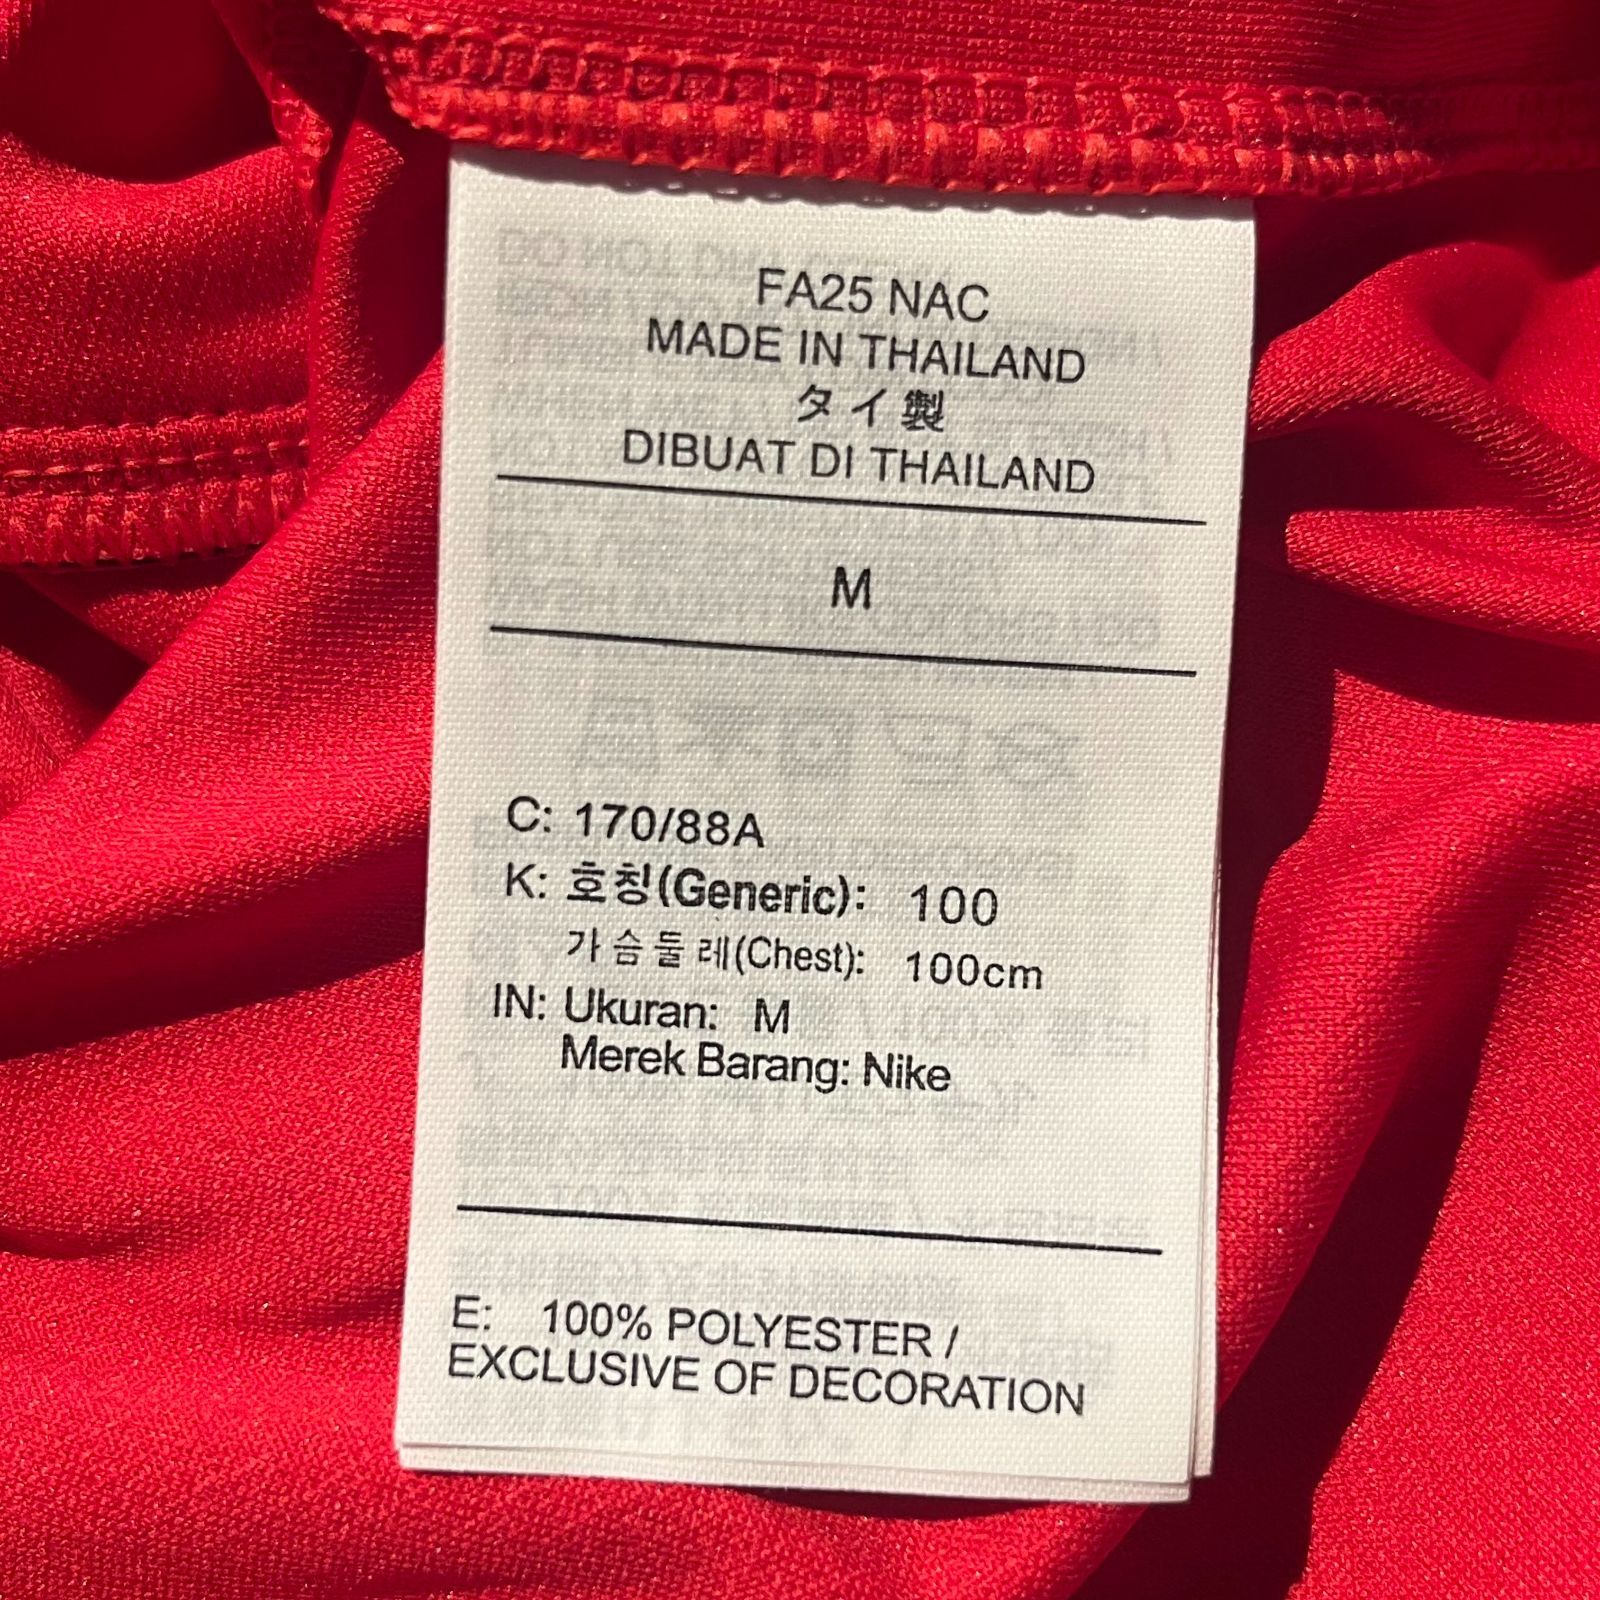 FA25 NAC
MADE IN THAILAND
タイ製
DIBUAT DI THAILAND
M
C: 170/88A
K: 호칭(Generic): 100
가슴둘레(Chest): 100cm
IN: Ukuran: M
Merek Barang: Nike
E: 100% POLYESTER /
EXCLUSIVE OF DECORATION